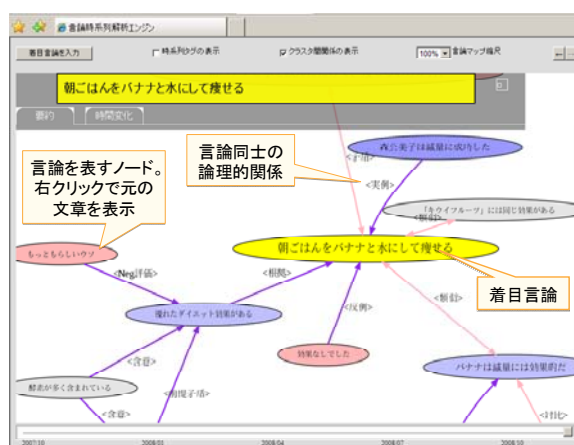 言論時系列解析エンジン
着目言論を入力
時系列タグの表示
クラスタ間関係の表示
100%
言論マップ縮尺
朝ごはんをバナナと水にして痩せる
要約
時間変化
言論を表すノード。
右クリックで元の
文章を表示
言論同士の
論理的関係
<矛盾>
<実例>
森公美子は減量に成功した
「キウイフルーツ」には同じ効果がある
<類似>
朝ごはんをバナナと水にして痩せる
着目言論
もっともらしいウソ
<Neg評価>
<根拠>
<反例>
<類似>
優れたダイエット効果がある
効果なしでした
バナナは減量には効果的だ
<含意>
酵素が多く含まれている
<含意>
<前提手段>
<対比>
2007/10
2008/01
2008/04
2008/07
2008/10